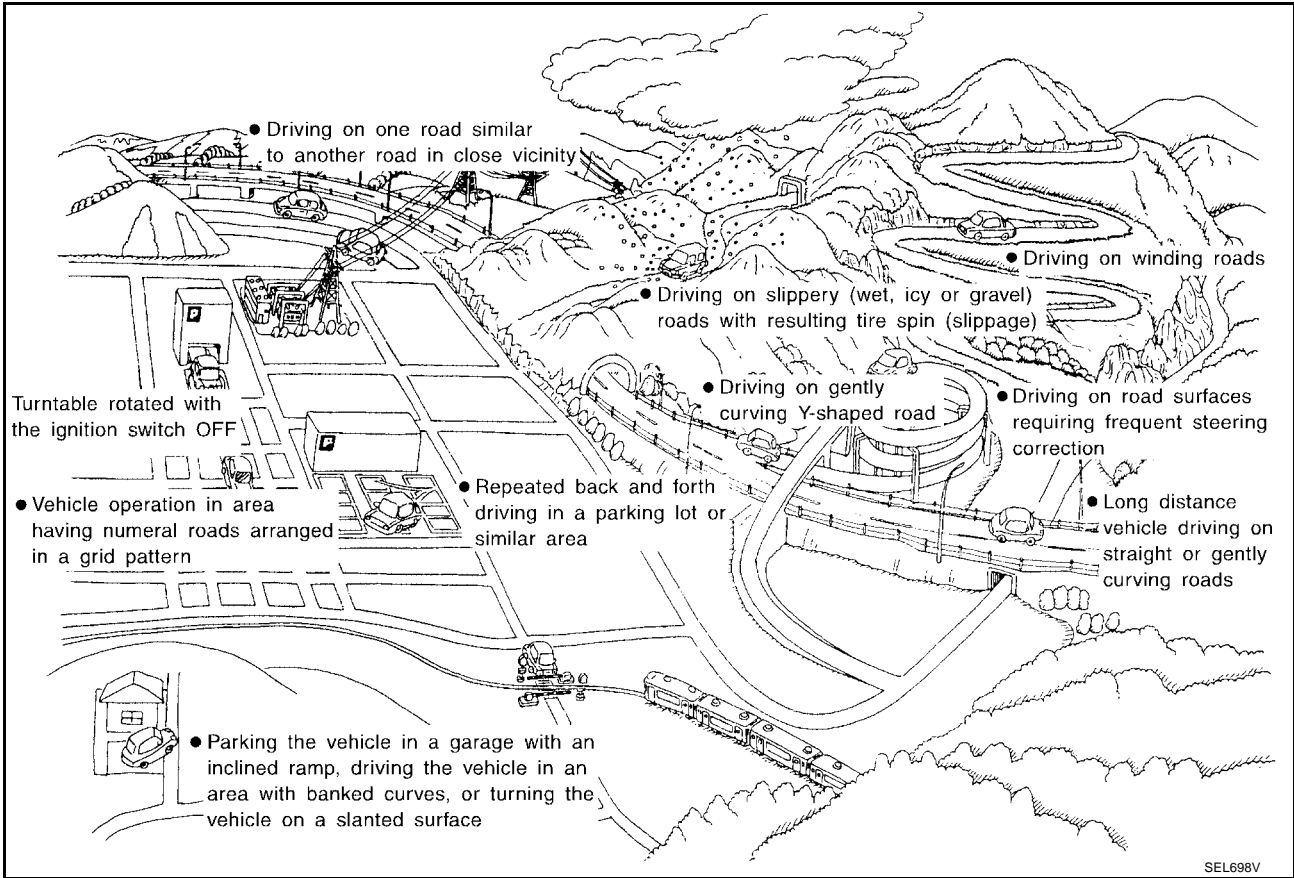 ● Driving on one road similar
to another road in close vicinity
● Driving on winding roads
● Driving on slippery (wet, icy or gravel)
roads with resulting tire spin (slippage)
P
Turntable rotated with
the ignition switch OFF
● Driving on gently
curving Y-shaped road
● Driving on road surfaces
requiring frequent steering
correction
P
● Vehicle operation in area
having numeral roads arranged
in a grid pattern
● Repeated back and forth
driving in a parking lot or
similar area
● Long distance
vehicle driving on
straight or gently
curving roads
● Parking the vehicle in a garage with an
inclined ramp, driving the vehicle in an
area with banked curves, or turning the
vehicle on a slanted surface
SEL698V